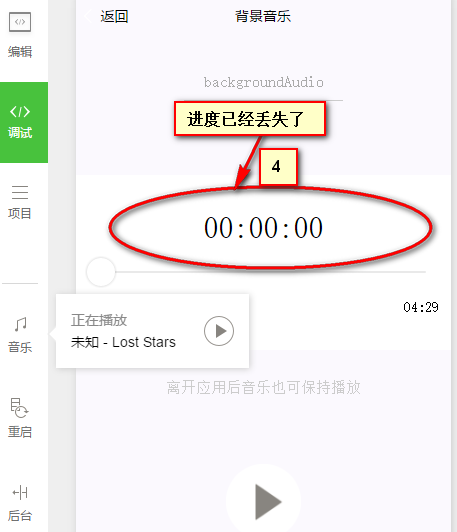 返回
背景音乐
编辑
调试
项目
音乐
重启
后台
backgroundAudio
进度已经丢失了
4
00:00:00
04:29
正在播放
未知 - Lost Stars
离开应用后音乐也可保持播放